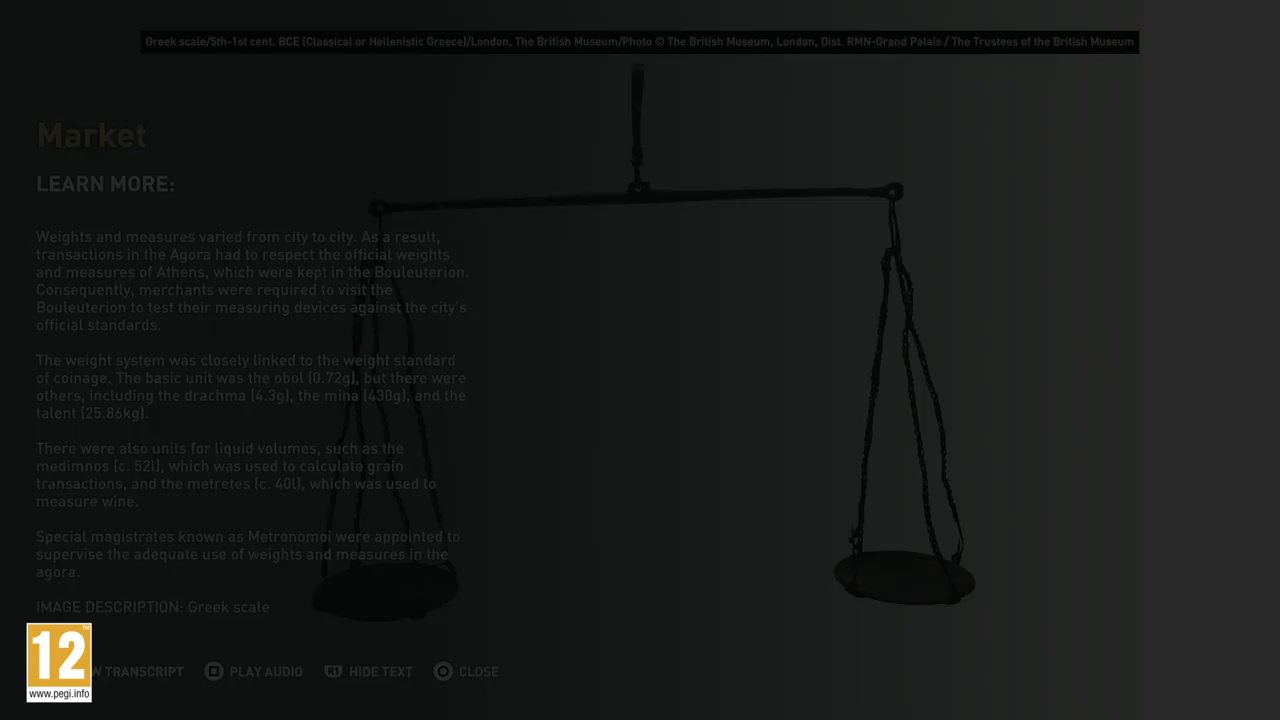 Greek scale/5th-1st cent. BCE (Classical or Hellenistic Greece)/London, The British Museum/Photo © The British Museum, London, Dist. RMN-Grand Palais / The Trustees of the British Museum
Market
LEARN MORE:
Weights and measures varied from city to city. As a result,
transactions in the Agora had to respect the official weights
and measures of Athens, which were kept in the Bouleuterion.
Consequently, merchants were required to visit the
Bouleuterion to test their measuring devices against the city's
official standards.
The weight system was closely linked to the weight standard
of coinage. The basic unit was the obol (0.72g), but there were
others, including the drachma (4.3g), the mina (430g), and the
talent (25.86kg).
There were also units for liquid volumes, such as the
medimnos (c. 52l), which was used to calculate grain
transactions, and the metretes (c. 40l), which was used to
measure wine.
Special magistrates known as Metronomoi were appointed to
supervise the adequate use of weights and measures in the
agora.
IMAGE DESCRIPTION: Greek scale
12
TM
www.pegi.info
W TRANSCRIPT
PLAY AUDIO
R1 HIDE TEXT
CLOSE